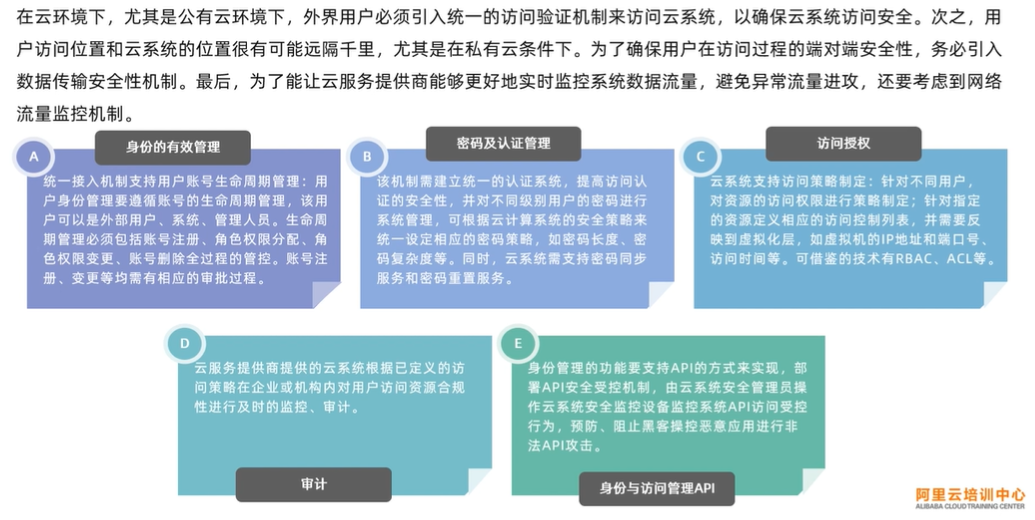 在云环境下，尤其是公有云环境下，外界用户必须引入统一的访问验证机制来访问云系统，以确保云系统访问安全。次之，用
户访问位置和云系统的位置很有可能远隔千里，尤其是在私有云条件下。为了确保用户在访问过程的端对端安全性，务必引入
数据传输安全性机制。最后，为了能让云服务提供商能够更好地实时监控系统数据流量，避免异常流量进攻，还要考虑到网络
流量监控机制。
A
身份的有效管理
统一接入机制支持用户账号生命周期管理：用
户身份管理要遵循账号的生命周期管理，该用
户可以是外部用户、系统、管理人员。生命周
期管理必须包括账号注册、角色权限分配、角
色权限变更、账号删除全过程的管控。账号注
册、变更等均需有相应的审批过程。
B
密码及认证管理
该机制需建立统一的认证系统，提高访问认
证的安全性，并对不同级别用户的密码进行
系统管理，可根据云计算系统的安全策略来
统一设定相应的密码策略，如密码长度、密
码复杂度等。同时，云系统需支持密码同步
服务和密码重置服务。
C
访问授权
云系统支持访问策略制定：针对不同用户，
对资源的访问权限进行策略制定；针对指定
的资源定义相应的访问控制列表，并需要反
映到虚拟化层，如虚拟机的IP地址和端口号、
访问时间等。可借鉴的技术有RBAC、ACL等。
D
云服务提供商提供的云系统根据已定义的访
问策略在企业或机构内对用户访问资源合规
性进行及时的监控、审计。
审计
E
身份管理的功能要支持API的方式来实现，部
署API安全受控机制，由云系统安全管理员操
作云系统安全监控设备监控系统API访问受控
行为，预防、阻止黑客操控恶意应用进行非
法API攻击。
身份与访问管理API
阿里云培训中心
ALIBABA CLOUD TRAINING CENTER